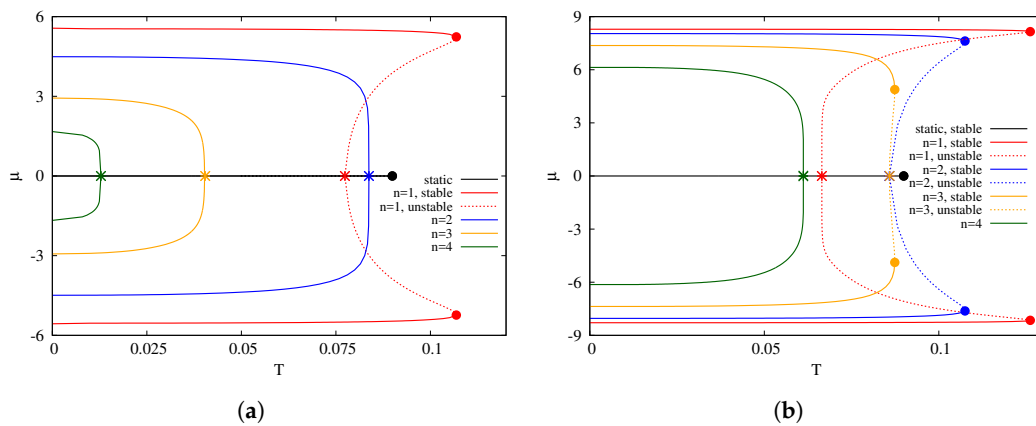 6
3
0
-3
-6
μ
0
0.025
0.05
0.075
0.1
T
static
n=1, stable
n=1, unstable
n=2
n=3
n=4
(a)
9
6
3
0
-3
-6
-9
μ
0
0.05
0.1
T
static, stable
n=1, stable
n=1, unstable
n=2, stable
n=2, unstable
n=3, stable
n=3, unstable
n=4
(b)